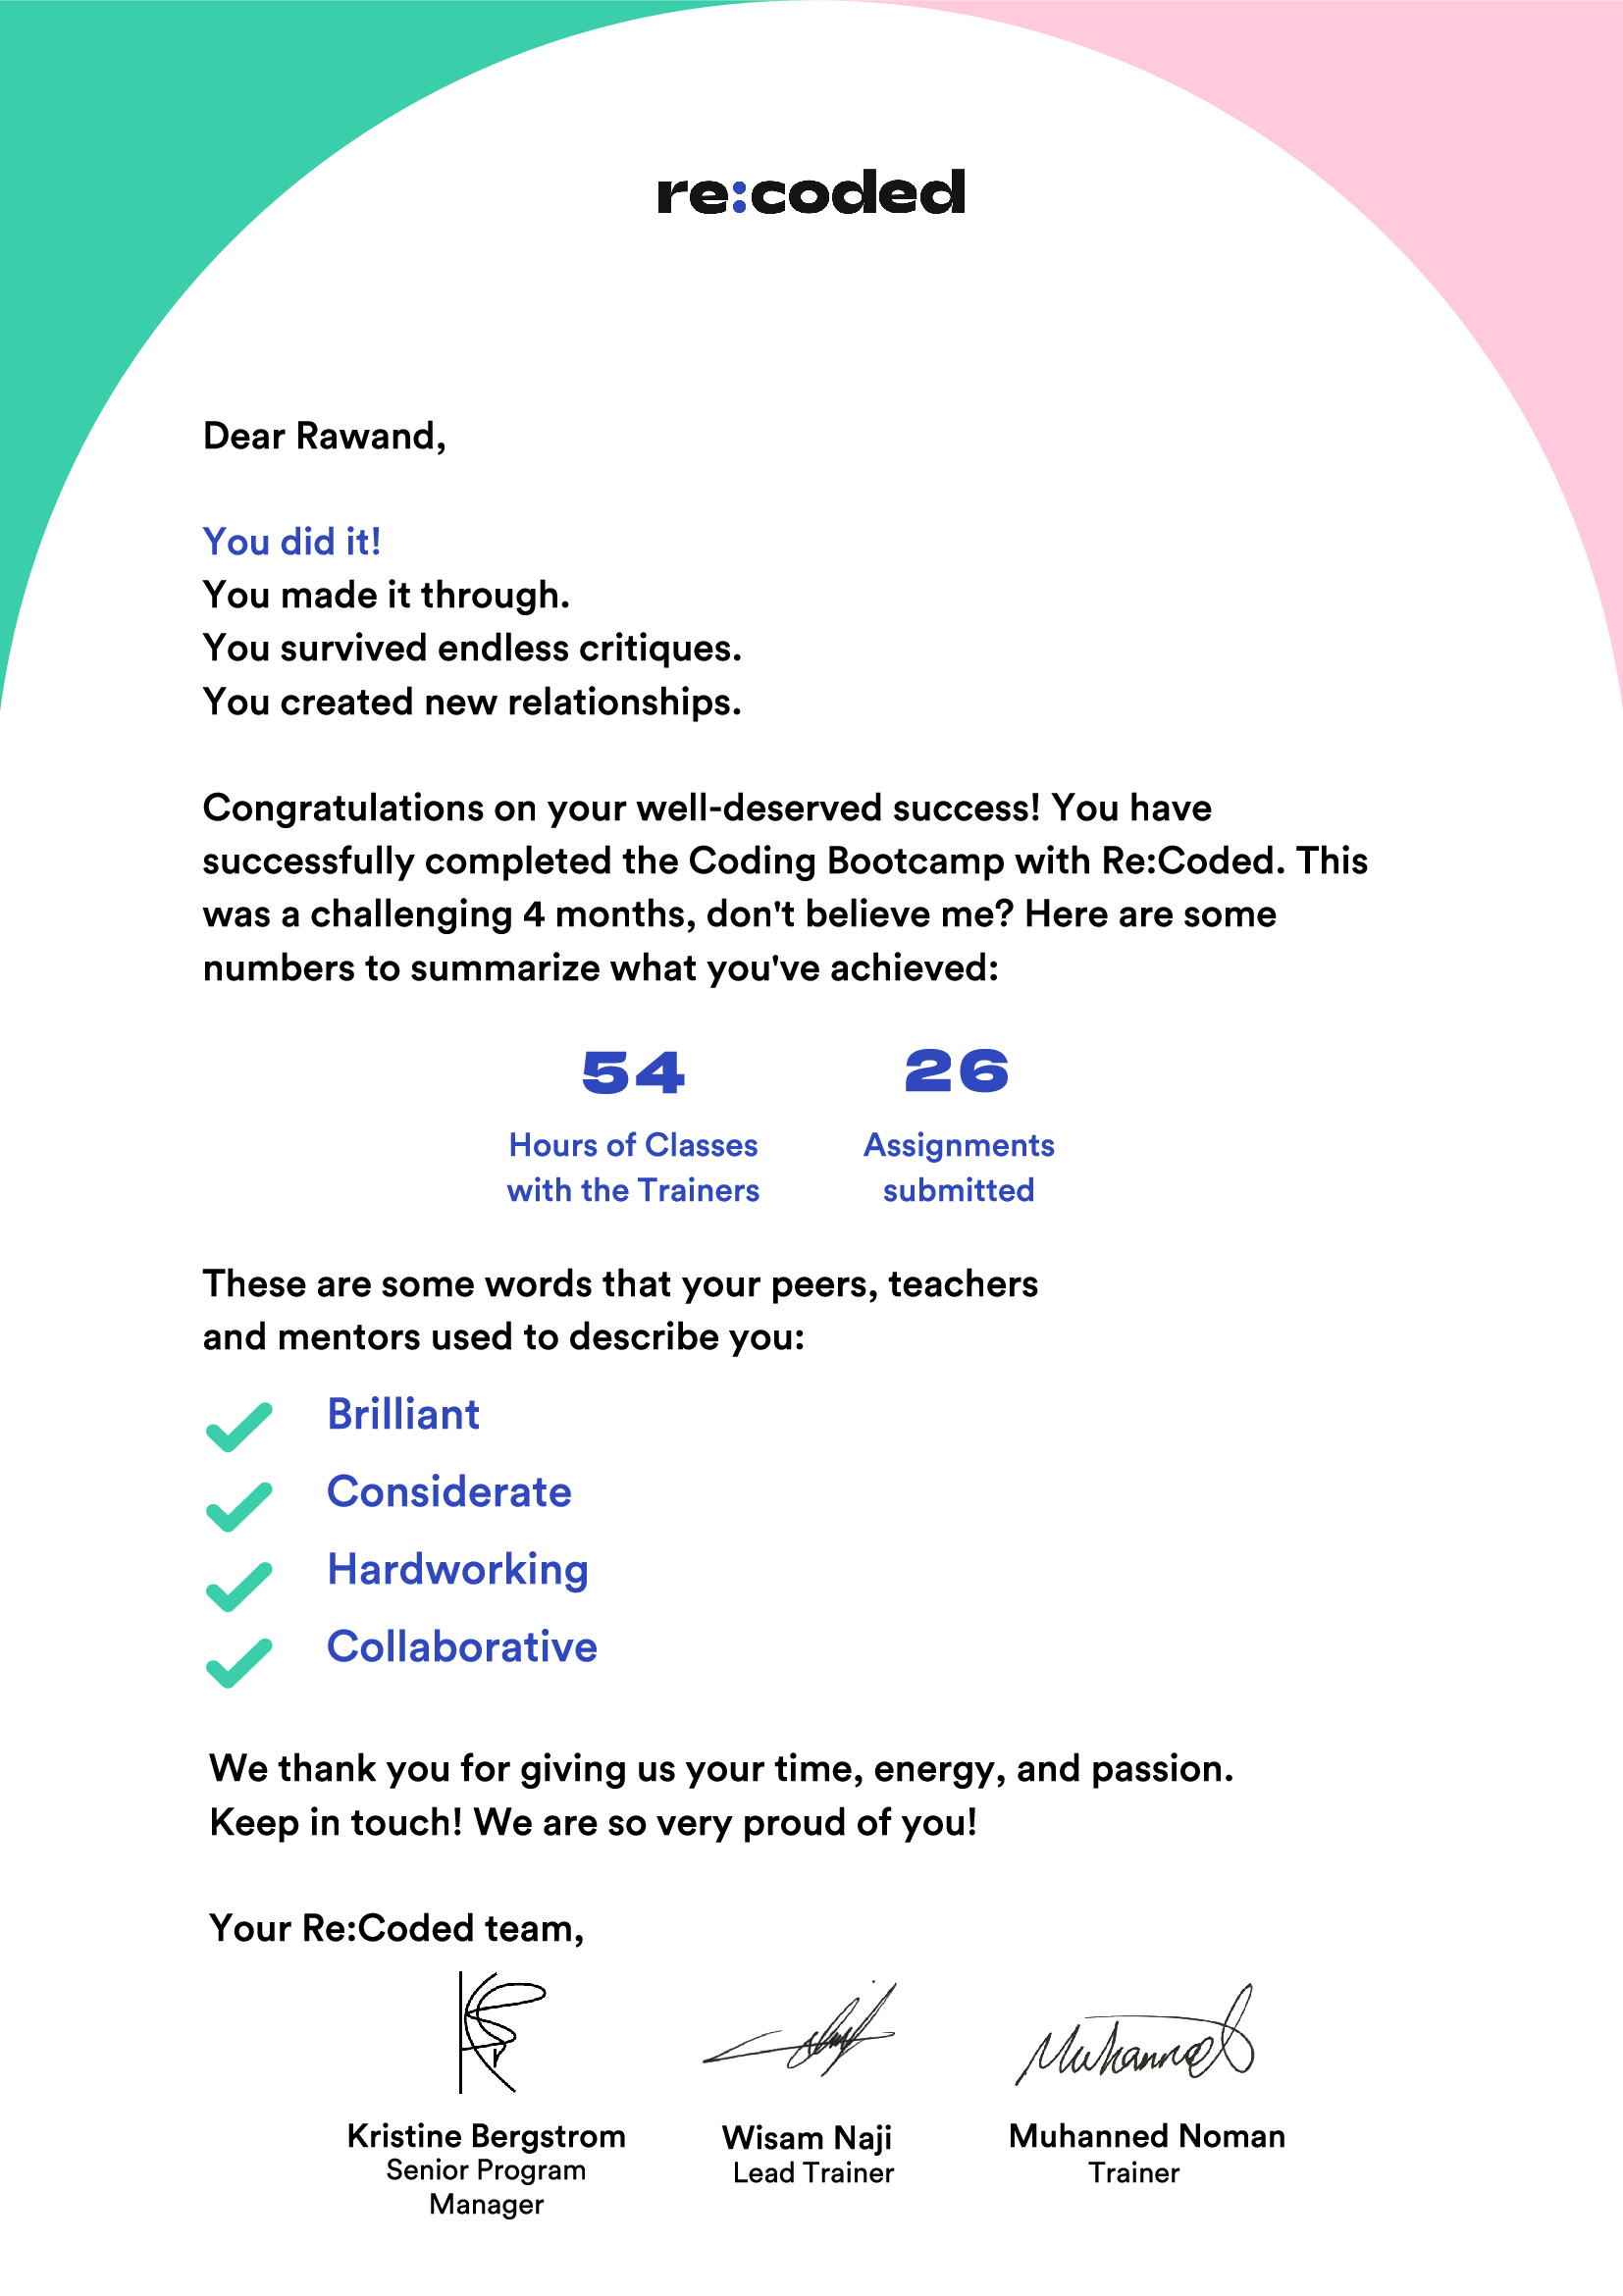 re:coded
Dear Rawand,
You did it!
You made it through.
You survived endless critiques.
You created new relationships.
Congratulations on your well-deserved success! You have
successfully completed the Coding Bootcamp with Re:Coded. This
was a challenging 4 months, don't believe me? Here are some
numbers to summarize what you've achieved:
54
Hours of Classes
with the Trainers
26
Assignments
submitted
These are some words that your peers, teachers
and mentors used to describe you:
Brilliant
Considerate
Hardworking
Collaborative
We thank you for giving us your time, energy, and passion.
Keep in touch! We are so very proud of you!
Your Re:Coded team,
Muhanned
Kristine Bergstrom
Senior Program
Manager
Wisam Naji
Lead Trainer
Muhanned Noman
Trainer